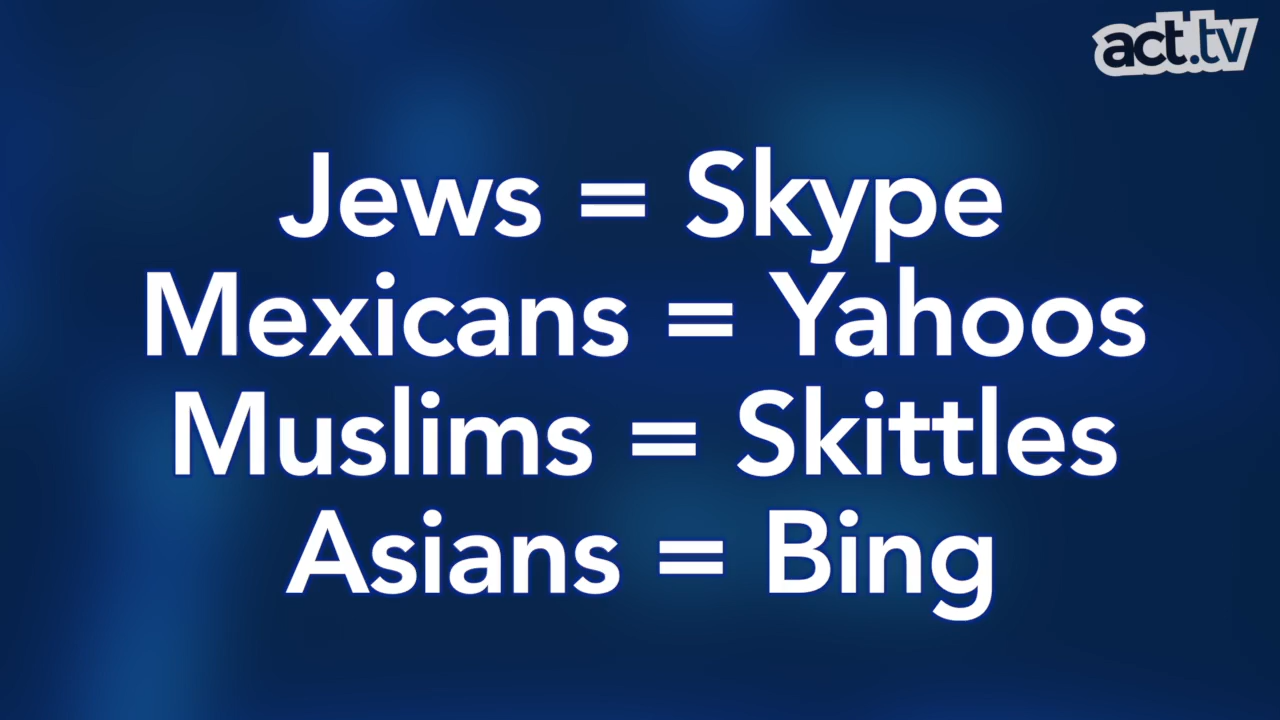 act.tv
Jews = Skype
Mexicans = Yahoos
Muslims = Skittles
Asians = Bing